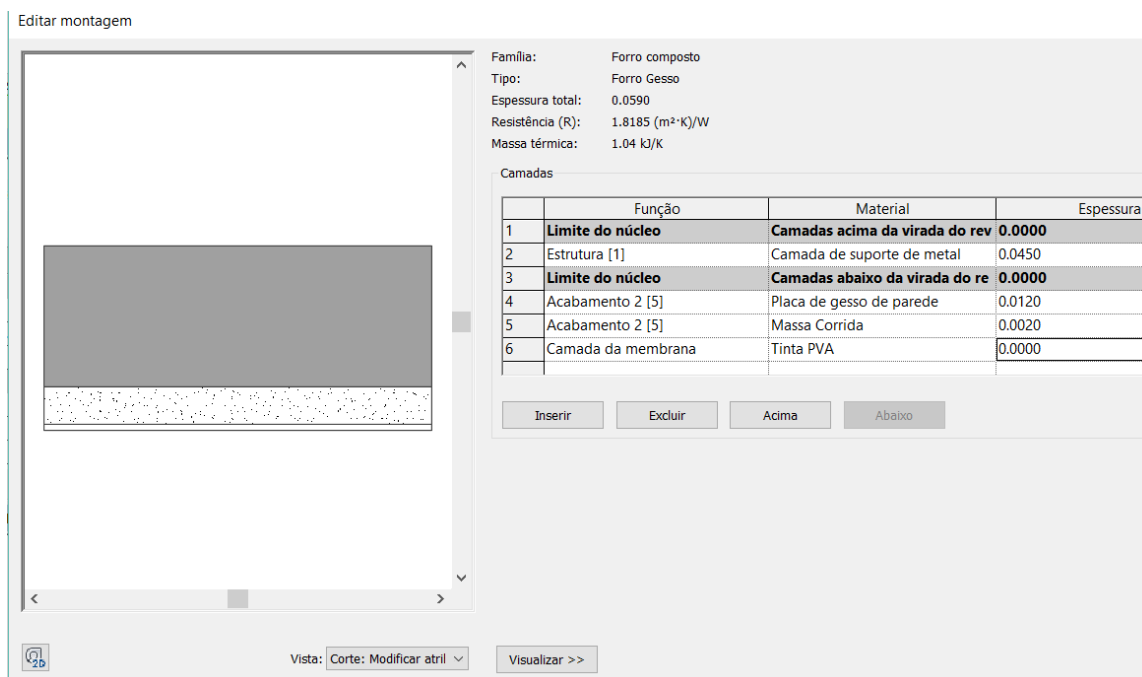 Editar montagem
Família: Forro composto
Tipo: Forro Gesso
Espessura total: 0.0590
Resistência (R): 1.8185 (m²·K)/W
Massa térmica: 1.04 kJ/K
Camadas
Função Material Espessura
1 Limite do núcleo Camadas acima da virada do rev 0.0000
2 Estrutura [1] Camada de suporte de metal 0.0450
3 Limite do núcleo Camadas abaixo da virada do re 0.0000
4 Acabamento 2 [5] Placa de gesso de parede 0.0120
5 Acabamento 2 [5] Massa Corrida 0.0020
6 Camada da membrana Tinta PVA 0.0000
Inserir Excluir Acima Abaixo
2D Vista: Corte: Modificar atril Visualizar >>